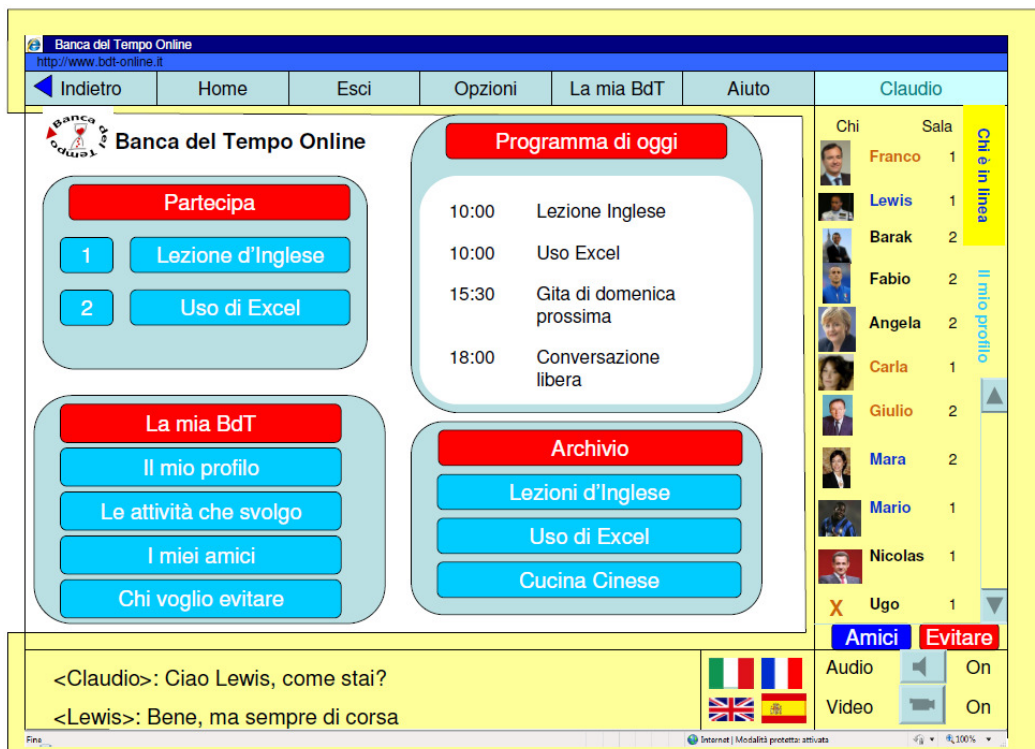 Banca del Tempo Online
http://www.bdt-online.it
Indietro Home Esci Opzioni La mia BdT Aiuto Claudio
Banca del Tempo
Banca del Tempo Online
Partecipa
1 Lezione d'Inglese
2 Uso di Excel
Programma di oggi
10:00 Lezione Inglese
10:00 Uso Excel
15:30 Gita di domenica
prossima
18:00 Conversazione
libera
La mia BdT
Il mio profilo
Le attività che svolgo
I miei amici
Chi voglio evitare
Archivio
Lezioni d'Inglese
Uso di Excel
Cucina Cinese
Chi Sala
Franco 1
Lewis 1
Barak 2
Fabio 2
Angela 2
Carla 1
Giulio 2
Mara 2
Mario 1
Nicolas 1
X Ugo 1
Chi è in linea
Il mio profilo
Amici Evitare
<Claudio>: Ciao Lewis, come stai?
<Lewis>: Bene, ma sempre di corsa
Audio On
Video On
Fine
Internet | Modalità protetta: attivata
100%